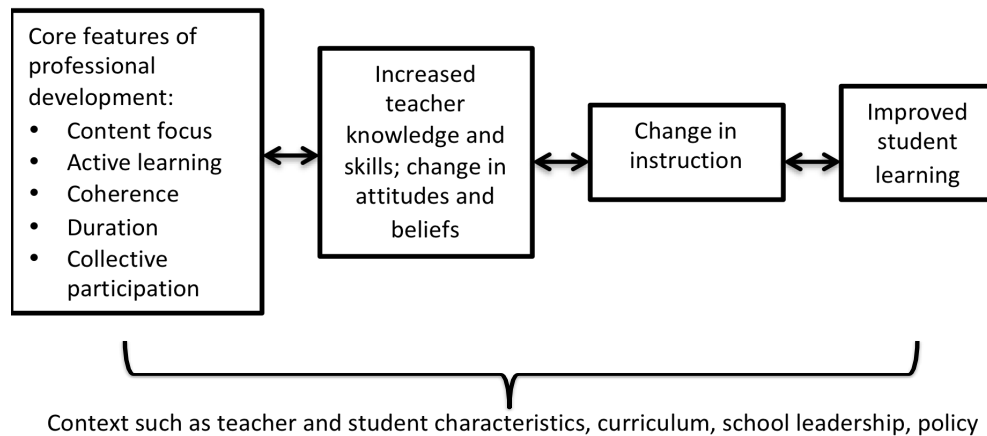 Core features of
professional
development:
• Content focus
• Active learning
• Coherence
• Duration
• Collective
participation
Increased
teacher
knowledge and
skills; change in
attitudes and
beliefs
Change in
instruction
Improved
student
learning
Context such as teacher and student characteristics, curriculum, school leadership, policy